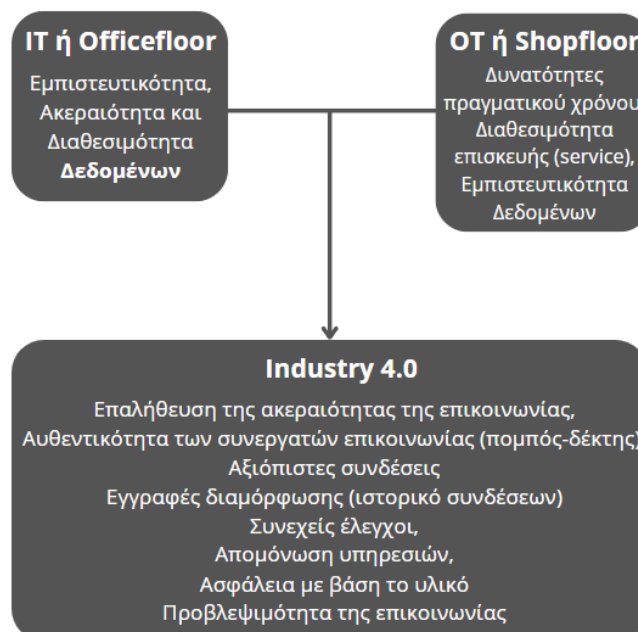 IT ή Officefloor
Εμπιστευτικότητα,
Ακεραιότητα και
Διαθεσιμότητα
Δεδομένων
OT ή Shopfloor
Δυνατότητες
πραγματικού χρόνου
Διαθεσιμότητα
επισκευής (service),
Εμπιστευτικότητα
Δεδομένων
Industry 4.0
Επαλήθευση της ακεραιότητας της επικοινωνίας,
Αυθεντικότητα των συνεργατών επικοινωνίας (πομπός-δέκτης)
Αξιόπιστες συνδέσεις
Εγγραφές διαμόρφωσης (ιστορικό συνδέσεων)
Συνεχείς έλεγχοι,
Απομόνωση υπηρεσιών,
Ασφάλεια με βάση το υλικό
Προβλεψιμότητα της επικοινωνίας